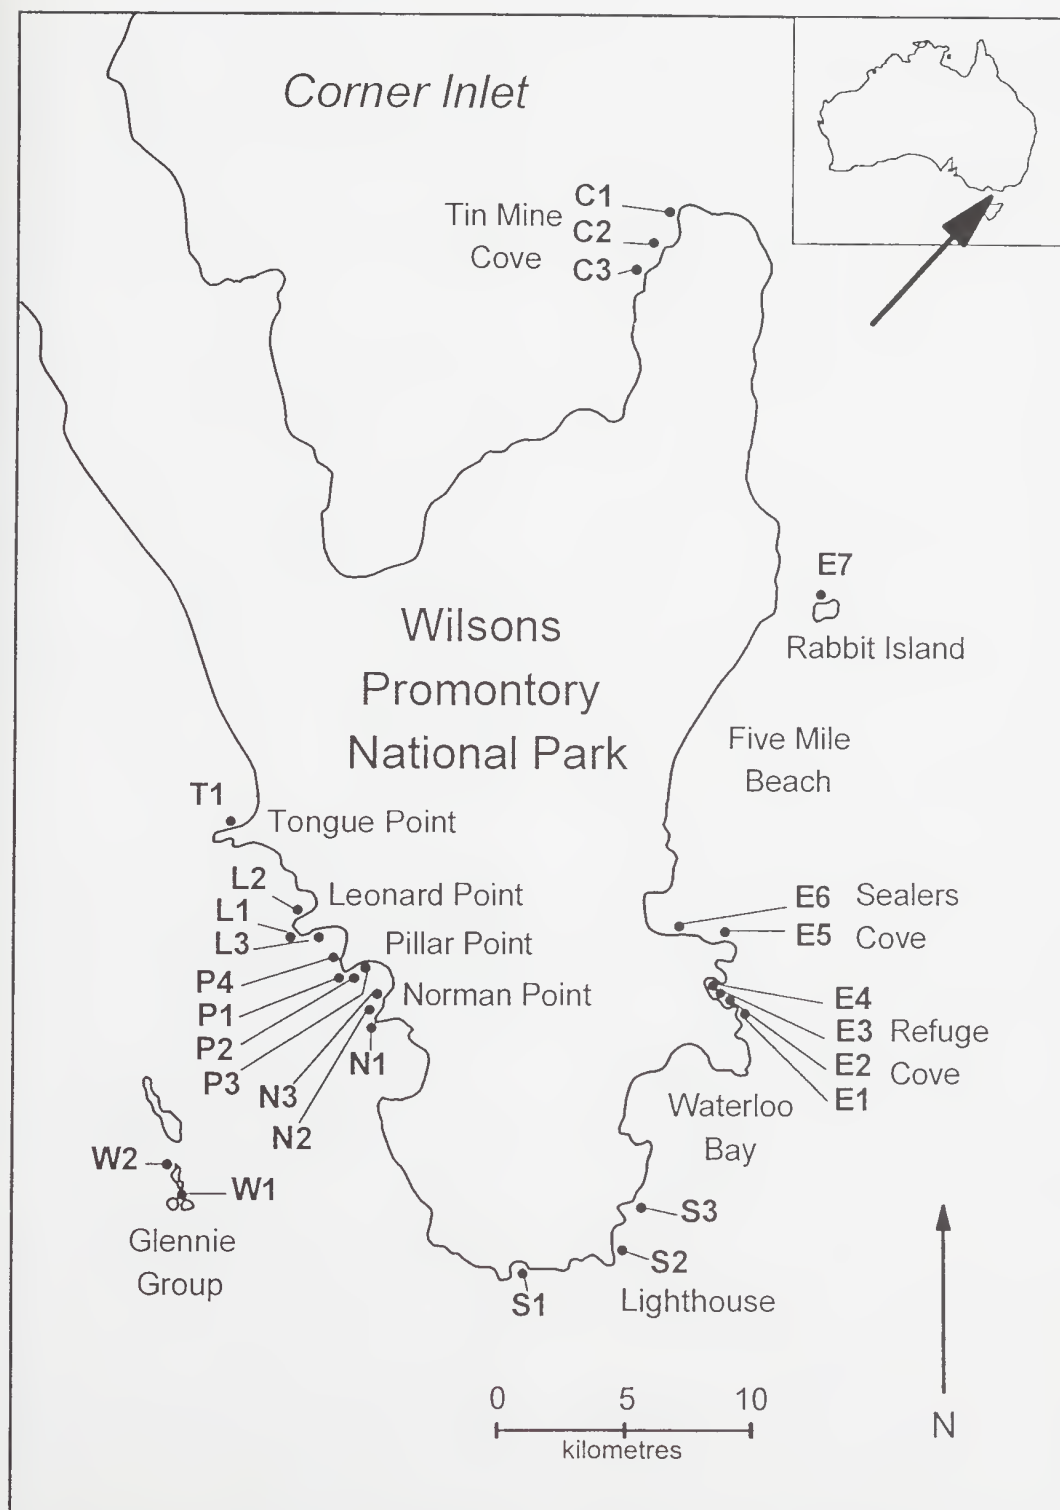 Corner Inlet
Tin Mine
Cove
C1
C2
C3
E7
Rabbit Island
Wilsons
Promontory
National Park
Five Mile
Beach
T1
Tongue Point
L2
Leonard Point
L1
L3
Pillar Point
P4
P1
Norman Point
P2
P3
N1
N3
N2
E6
Sealers
E5
Cove
E4
E3
Refuge
E2
Cove
E1
Waterloo
Bay
W2
W1
Glennie
Group
S3
S2
S1
Lighthouse
0 5 10
kilometres
N